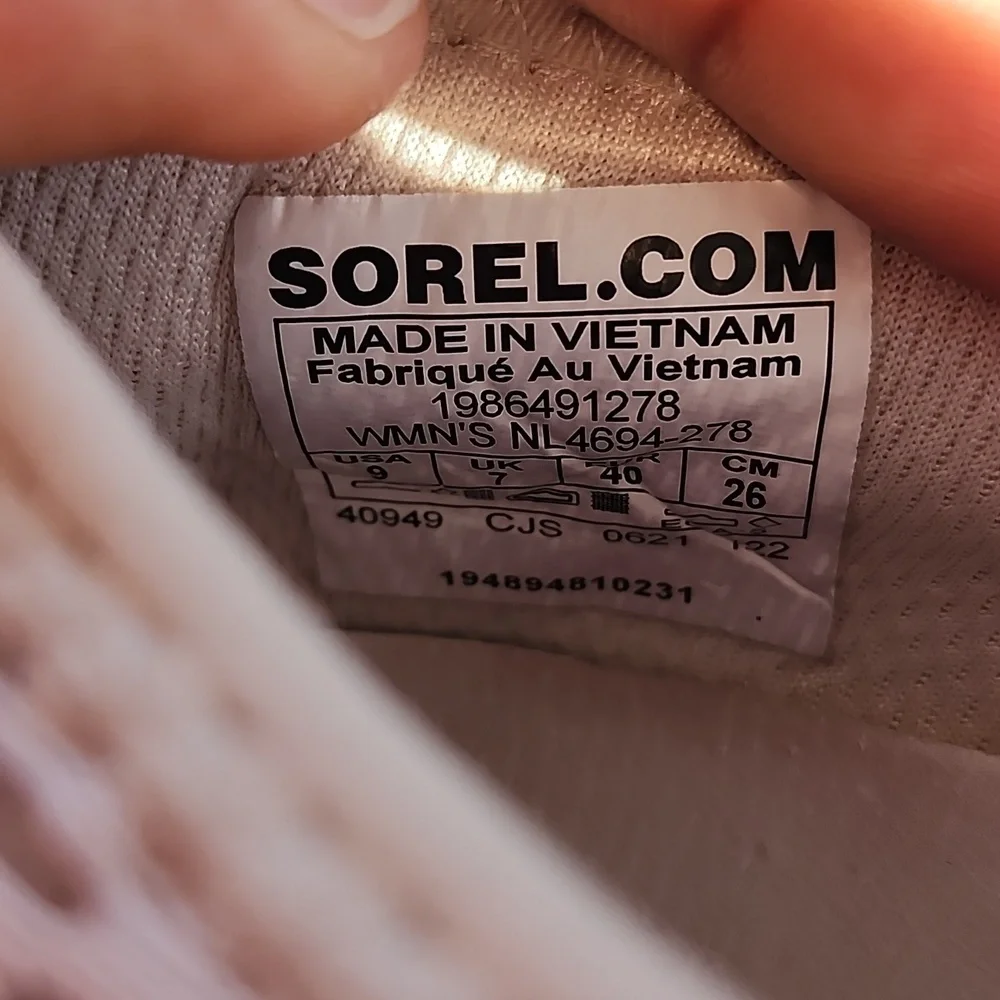 SOREL.COM
MADE IN VIETNAM
Fabriqué Au Vietnam
1986491278
WMN'S NL4694-278
USA UK CM
9 7 40 26
40949 CJS 0621 122
194894810231